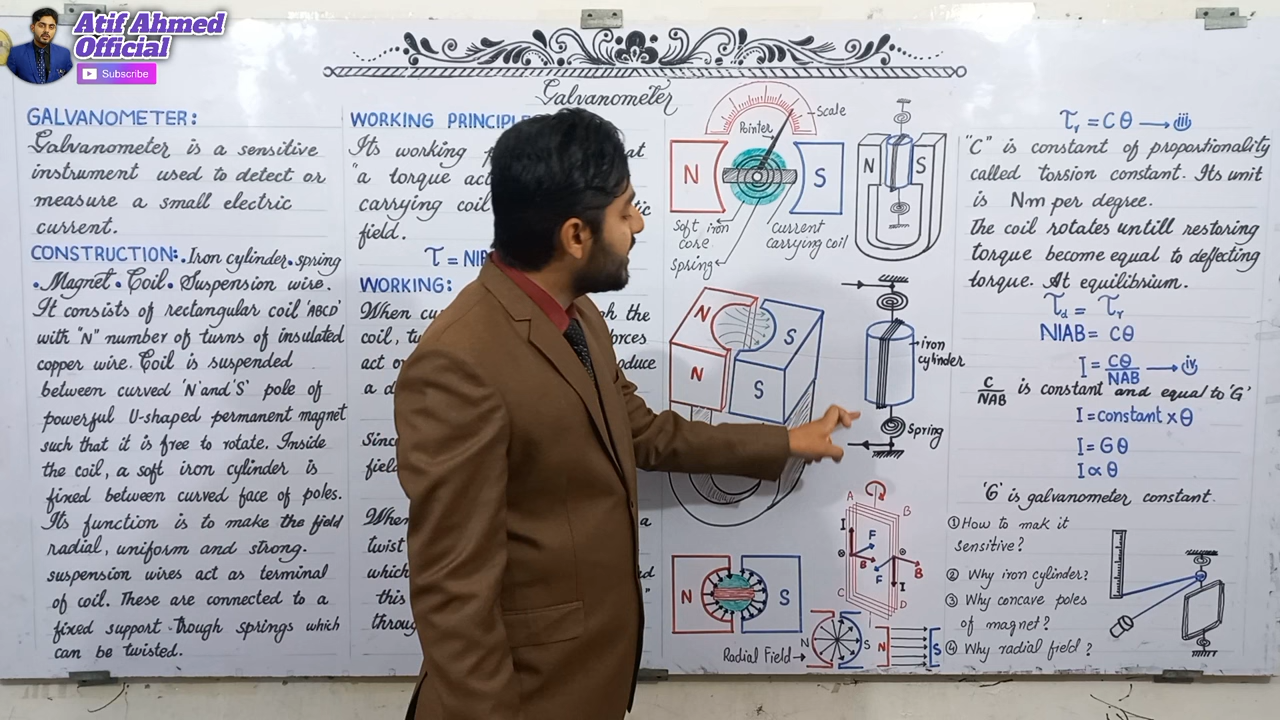 Atif Ahmed
Official
Subscribe
Galvanometer
GALVANOMETER:
Galvanometer is a sensitive
instrument used to detect or
measure a small electric
current.
CONSTRUCTION: • Iron cylinder • spring
• Magnet • Coil • Suspension wire.
It consists of rectangular coil 'ABCD'
with "N" number of turns of insulated
copper wire. Coil is suspended
between curved 'N' and 'S' pole of
powerful U-shaped permanent magnet
such that it is free to rotate. Inside
the coil, a soft iron cylinder is
fixed between curved face of poles.
Its function is to make the field
radial, uniform and strong.
suspension wires act as terminal
of coil. These are connected to a
fixed support through springs which
can be twisted.
WORKING PRINCIPLE
Its working
"a torque
carrying coil
field.
τ =
WORKING:
When the
coil,
act
a
Since
field
When a
twist
which
this "
Scale
Pointer
N
S
Soft iron
core
current
carrying coil
Spring
N S
N
S
N
S
iron
cylinder
Spring
A
B
I
F
B
F
B
I
C
D
N
S
Radial Field →
N
S
N
S
τr = Cθ → iii
"C" is constant of proportionality
called torsion constant. Its unit
is Nm per degree.
The coil rotates untill restoring
torque become equal to deflecting
torque. At equilibrium.
τd = τr
NIAB = Cθ
I = Cθ/NAB → iv
C/NAB is constant and equal to 'G'
I = constant × θ
I = Gθ
I ∝ θ
'G' is galvanometer constant.
① How to mak it
sensitive?
② Why iron cylinder?
③ Why concave poles
of magnet?
④ Why radial field?